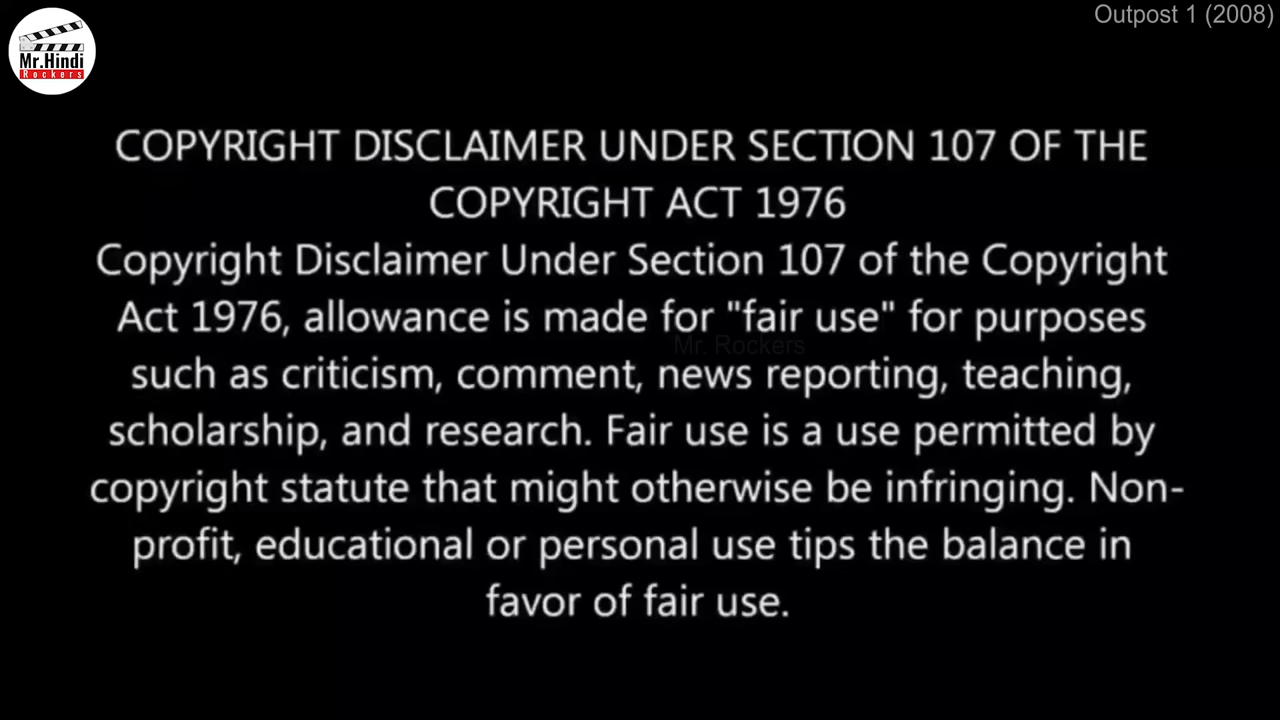 Outpost 1 (2008)
Mr.Hindi
Rockers
COPYRIGHT DISCLAIMER UNDER SECTION 107 OF THE
COPYRIGHT ACT 1976
Copyright Disclaimer Under Section 107 of the Copyright
Act 1976, allowance is made for "fair use" for purposes
Mr. Rockers
such as criticism, comment, news reporting, teaching,
scholarship, and research. Fair use is a use permitted by
copyright statute that might otherwise be infringing. Non-
profit, educational or personal use tips the balance in
favor of fair use.